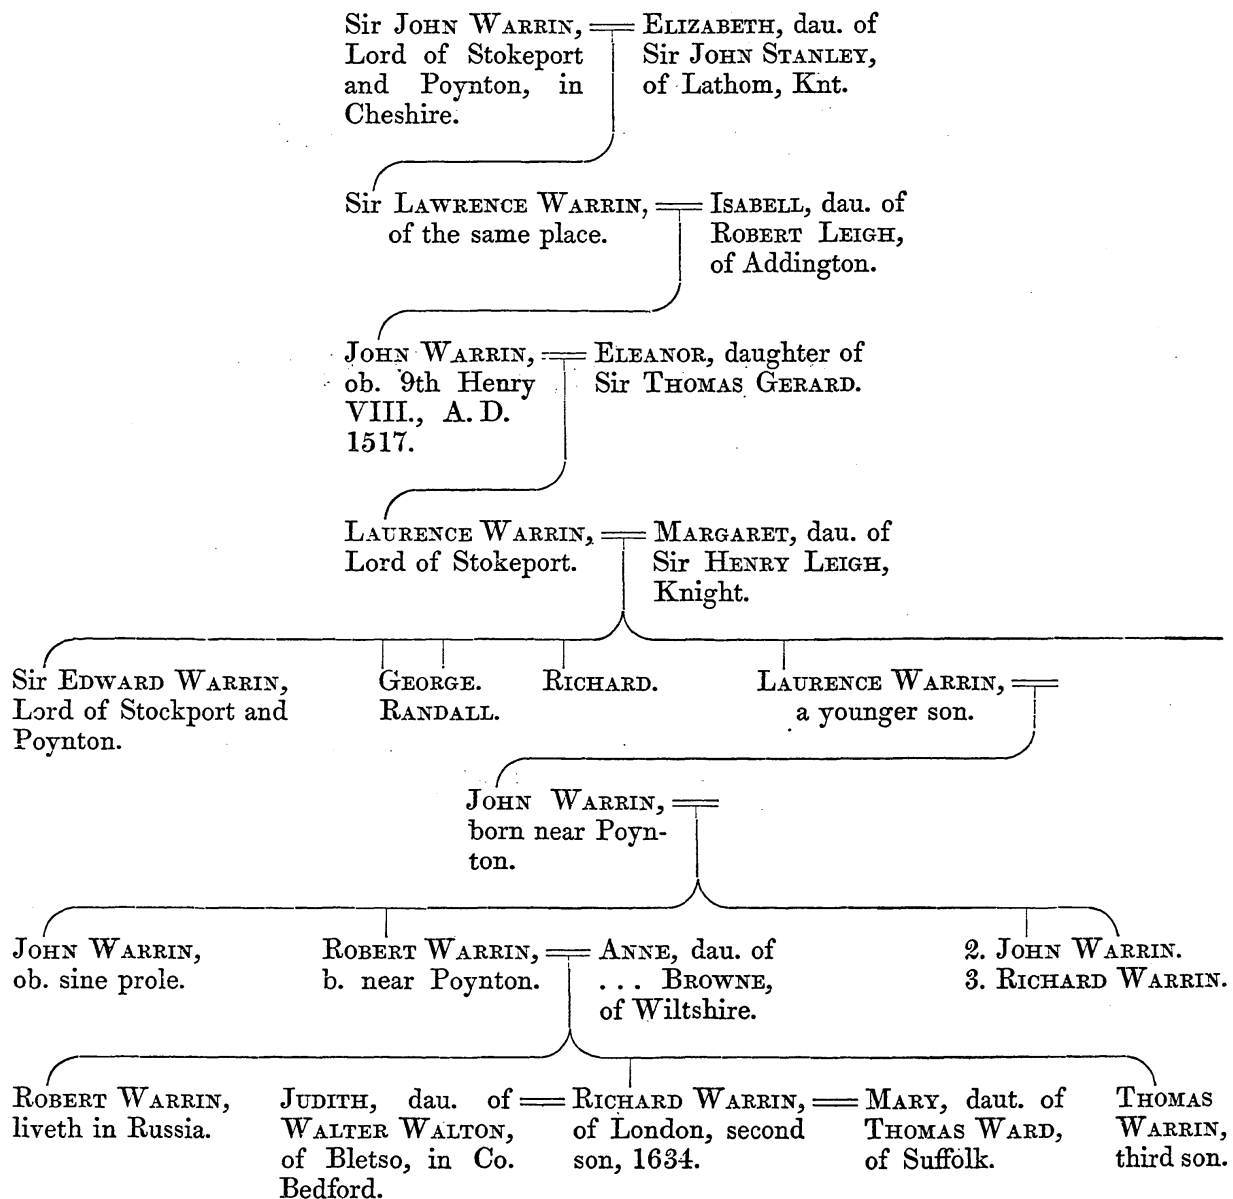 Sir JOHN WARRIN,
Lord of Stokeport
and Poynton, in
Cheshire.
ELIZABETH, dau. of
Sir JOHN STANLEY,
of Lathom, Knt.
Sir LAWRENCE WARRIN,
of the same place.
ISABELL, dau. of
ROBERT LEIGH,
of Addington.
JOHN WARRIN,
ob. 9th Henry
VIII., A. D.
1517.
ELEANOR, daughter of
Sir THOMAS GERARD.
LAURENCE WARRIN,
Lord of Stokeport.
MARGARET, dau. of
Sir HENRY LEIGH,
Knight.
Sir EDWARD WARRIN,
Lord of Stockport and
Poynton.
GEORGE.
RANDALL.
RICHARD.
LAURENCE WARRIN,
a younger son.
JOHN WARRIN,
born near Poyn-
ton.
JOHN WARRIN,
ob. sine prole.
ROBERT WARRIN,
b. near Poynton.
ANNE, dau. of
... BROWNE,
of Wiltshire.
2. JOHN WARRIN.
3. RICHARD WARRIN.
ROBERT WARRIN,
liveth in Russia.
JUDITH, dau. of
WALTER WALTON,
of Bletso, in Co.
Bedford.
RICHARD WARRIN,
of London, second
son, 1634.
MARY, daut. of
THOMAS WARD,
of Suffolk.
THOMAS
WARRIN,
third son.